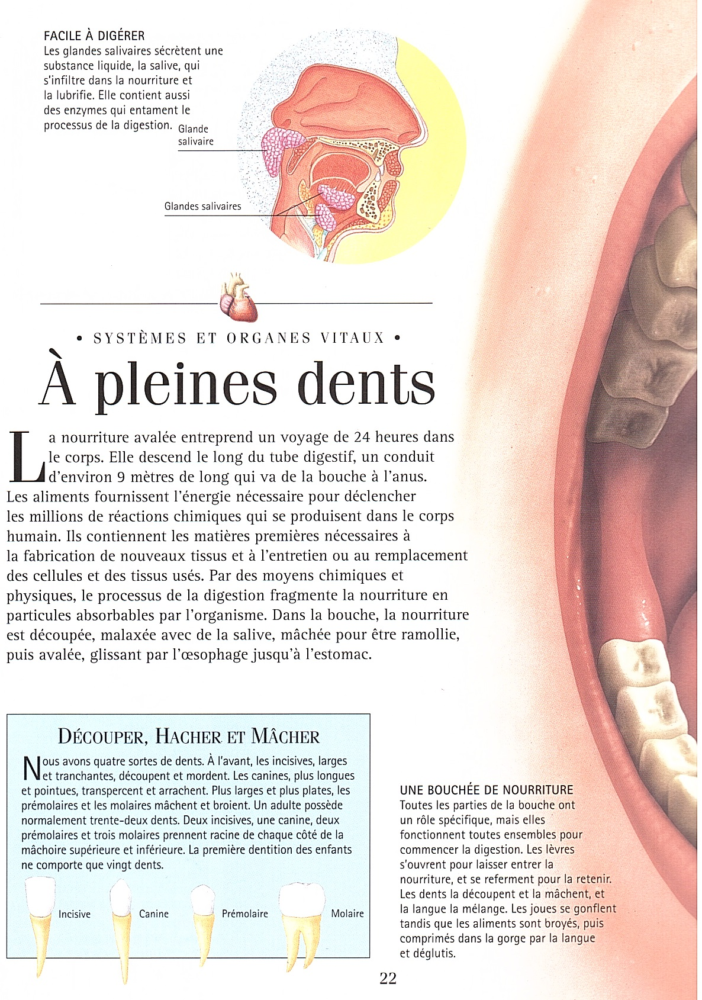 FACILE À DIGÉRER
Les glandes salivaires sécrètent une
substance liquide, la salive, qui
s'infiltre dans la nourriture et
la lubrifie. Elle contient aussi
des enzymes qui entament le
processus de la digestion.
Glande
salivaire
Glandes salivaires
• SYSTÈMES ET ORGANES VITAUX •
À pleines dents
La nourriture avalée entreprend un voyage de 24 heures dans
le corps. Elle descend le long du tube digestif, un conduit
d'environ 9 mètres de long qui va de la bouche à l'anus.
Les aliments fournissent l'énergie nécessaire pour déclencher
les millions de réactions chimiques qui se produisent dans le corps
humain. Ils contiennent les matières premières nécessaires à
la fabrication de nouveaux tissus et à l'entretien ou au remplacement
des cellules et des tissus usés. Par des moyens chimiques et
physiques, le processus de la digestion fragmente la nourriture en
particules absorbables par l'organisme. Dans la bouche, la nourriture
est découpée, malaxée avec de la salive, mâchée pour être ramollie,
puis avalée, glissant par l'œsophage jusqu'à l'estomac.
DÉCOUPER, HACHER ET MÂCHER
Nous avons quatre sortes de dents. À l'avant, les incisives, larges
et tranchantes, découpent et mordent. Les canines, plus longues
et pointues, transpercent et arrachent. Plus larges et plus plates, les
prémolaires et les molaires mâchent et broient. Un adulte possède
normalement trente-deux dents. Deux incisives, une canine, deux
prémolaires et trois molaires prennent racine de chaque côté de la
mâchoire supérieure et inférieure. La première dentition des enfants
ne comporte que vingt dents.
Incisive
Canine
Prémolaire
Molaire
UNE BOUCHÉE DE NOURRITURE
Toutes les parties de la bouche ont
un rôle spécifique, mais elles
fonctionnent toutes ensembles pour
commencer la digestion. Les lèvres
s'ouvrent pour laisser entrer la
nourriture, et se referment pour la retenir.
Les dents la découpent et la mâchent, et
la langue la mélange. Les joues se gonflent
tandis que les aliments sont broyés, puis
comprimés dans la gorge par la langue
et déglutis.
22